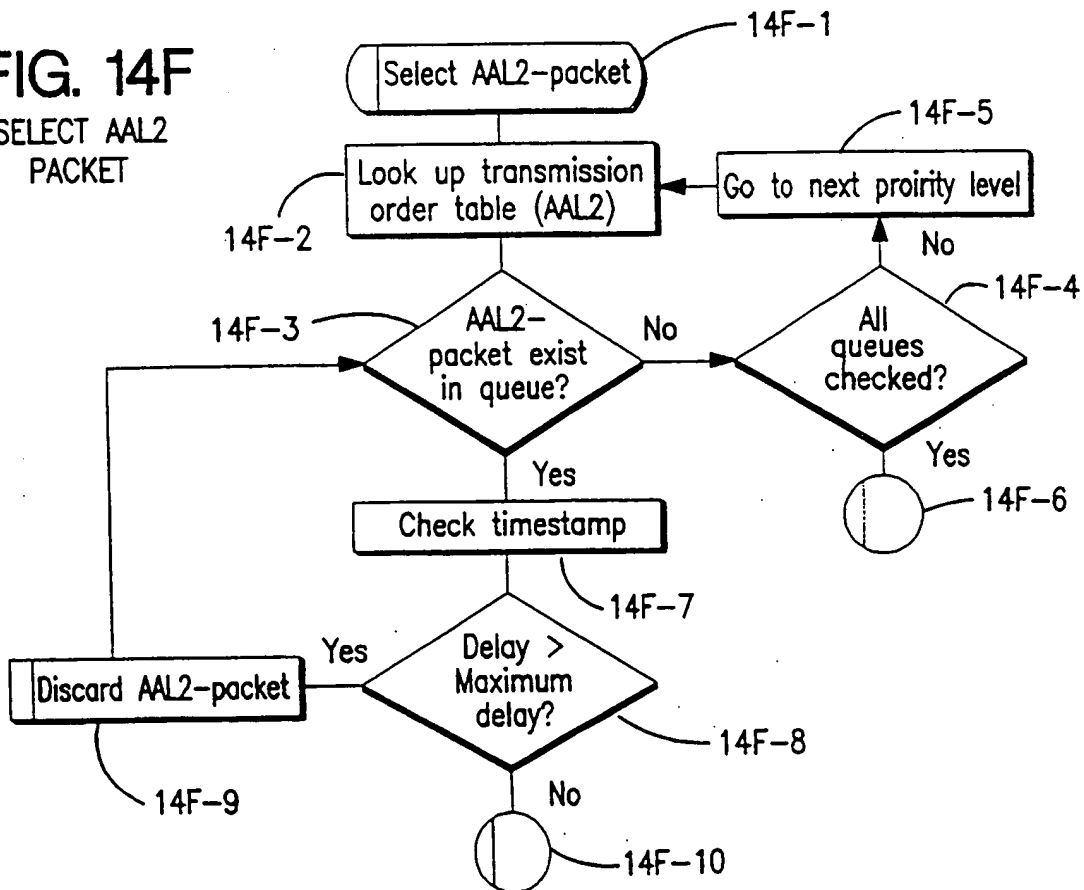 FIG. 14F
SELECT AAL2
PACKET
14F-1
Select AAL2-packet
14F-5
Look up transmission
order table (AAL2)
Go to next proirity level
14F-2
No
14F-4
14F-3
AAL2-
packet exist
in queue?
No
All
queues
checked?
Yes
Yes
14F-6
Check timestamp
14F-7
Yes
Delay >
Maximum
delay?
Discard AAL2-packet
14F-8
14F-9
No
14F-10